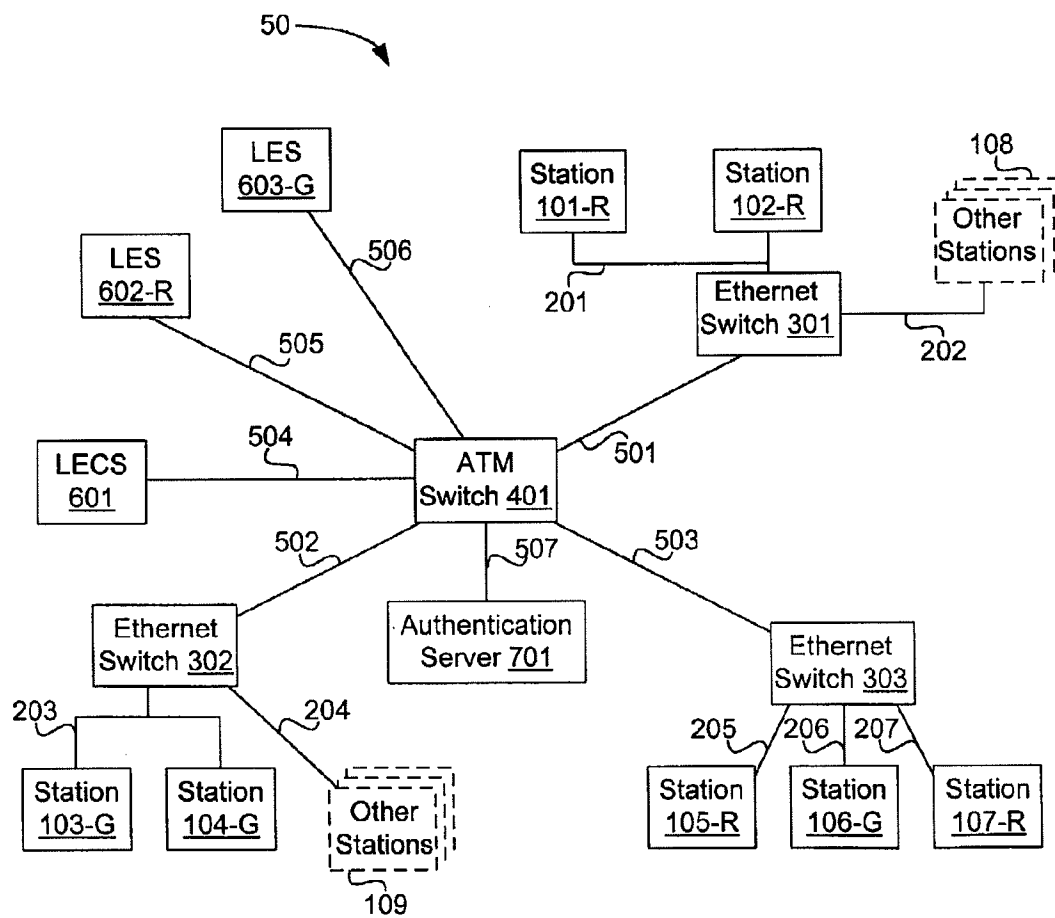 50
LES
603-G
Station
101-R
Station
102-R
108
Other
Stations
LES
602-R
506
201
Ethernet
Switch 301
202
505
504
501
LECS
601
ATM
Switch 401
502
507
503
Ethernet
Switch 302
Authentication
Server 701
Ethernet
Switch 303
203
204
205
206
207
Station
103-G
Station
104-G
Other
Stations
109
Station
105-R
Station
106-G
Station
107-R